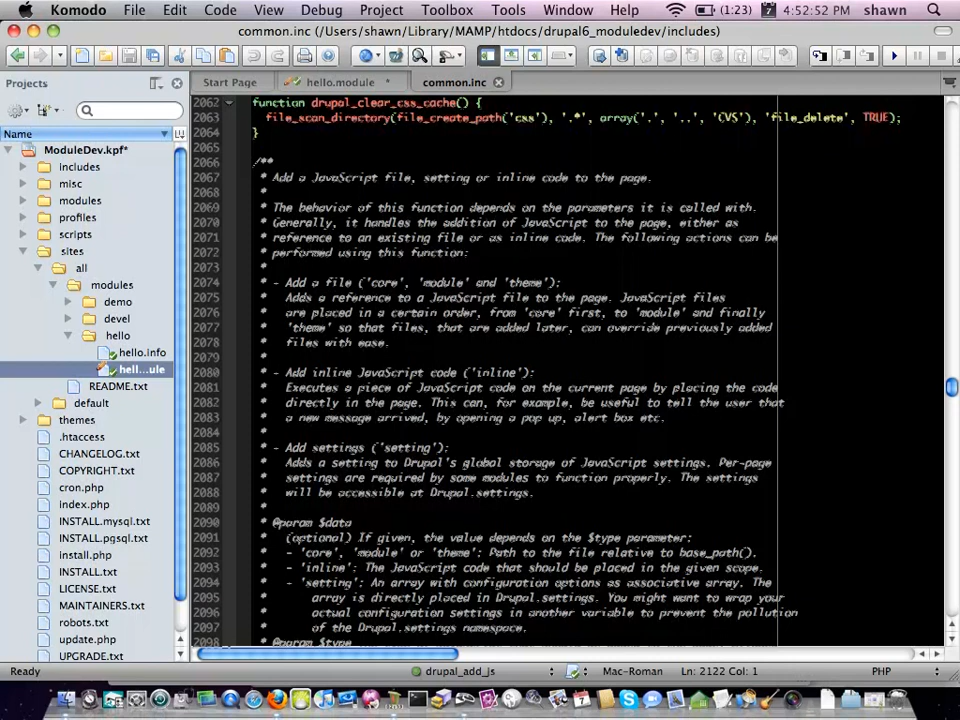 Komodo File Edit Code View Debug Project Toolbox Tools Window Help (1:23) 7 4:52:52 PM shawn
common.inc (/Users/shawn/Library/MAMP/htdocs/drupal6_moduledev/includes)
Projects
Start Page hello.module * common.inc
Name
ModuleDev.kpf*
includes
misc
modules
profiles
scripts
sites
all
modules
demo
devel
hello
hello.info
hell...ule
README.txt
default
themes
.htaccess
CHANGELOG.txt
COPYRIGHT.txt
cron.php
index.php
INSTALL.mysql.txt
INSTALL.pgsql.txt
install.php
INSTALL.txt
LICENSE.txt
MAINTAINERS.txt
robots.txt
update.php
UPGRADE.txt
2062 function drupal_clear_css_cache() {
2063 file_scan_directory(file_create_path('css'), '.*', array('.', '..', 'CVS'), 'file_delete', TRUE);
2064 }
2065
2066 /**
2067 * Add a JavaScript file, setting or inline code to the page.
2068 *
2069 * The behavior of this function depends on the parameters it is called with.
2070 * Generally, it handles the addition of JavaScript to the page, either as
2071 * reference to an existing file or as inline code. The following actions can be
2072 * performed using this function:
2073 *
2074 * - Add a file ('core', 'module' and 'theme'):
2075 * Adds a reference to a JavaScript file to the page. JavaScript files
2076 * are placed in a certain order, from 'core' first, to 'module' and finally
2077 * 'theme' so that files, that are added later, can override previously added
2078 * files with ease.
2079 *
2080 * - Add inline JavaScript code ('inline'):
2081 * Executes a piece of JavaScript code on the current page by placing the code
2082 * directly in the page. This can, for example, be useful to tell the user that
2083 * a new message arrived, by opening a pop up, alert box etc.
2084 *
2085 * - Add settings ('setting'):
2086 * Adds a setting to Drupal's global storage of JavaScript settings. Per-page
2087 * settings are required by some modules to function properly. The settings
2088 * will be accessible at Drupal.settings.
2089 *
2090 * @param $data
2091 * (optional) If given, the value depends on the $type parameter:
2092 * - 'core', 'module' or 'theme': Path to the file relative to base_path().
2093 * - 'inline': The JavaScript code that should be placed in the given scope.
2094 * - 'setting': An array with configuration options as associative array. The
2095 * array is directly placed in Drupal.settings. You might want to wrap your
2096 * actual configuration settings in another variable to prevent the pollution
2097 * of the Drupal.settings namespace.
2098 * @param $type
drupal_add_js Mac-Roman Ln: 2122 Col: 1 PHP